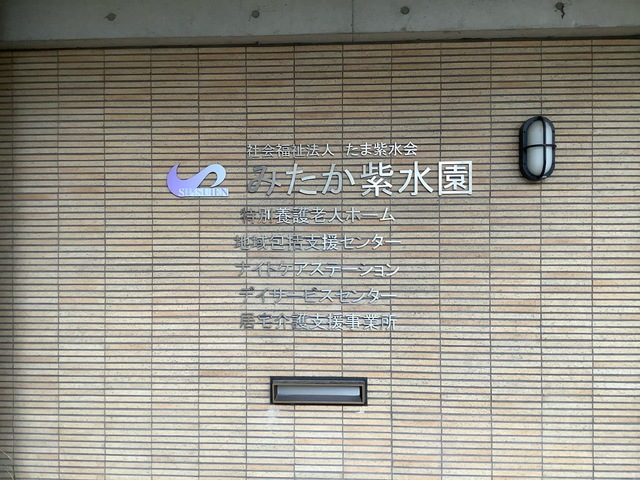 社会福祉法人 たま紫水会
SHISUIEN
みたか紫水園
特別養護老人ホーム
地域包括支援センター
ナイトケアステーション
デイサービスセンター
居宅介護支援事業所